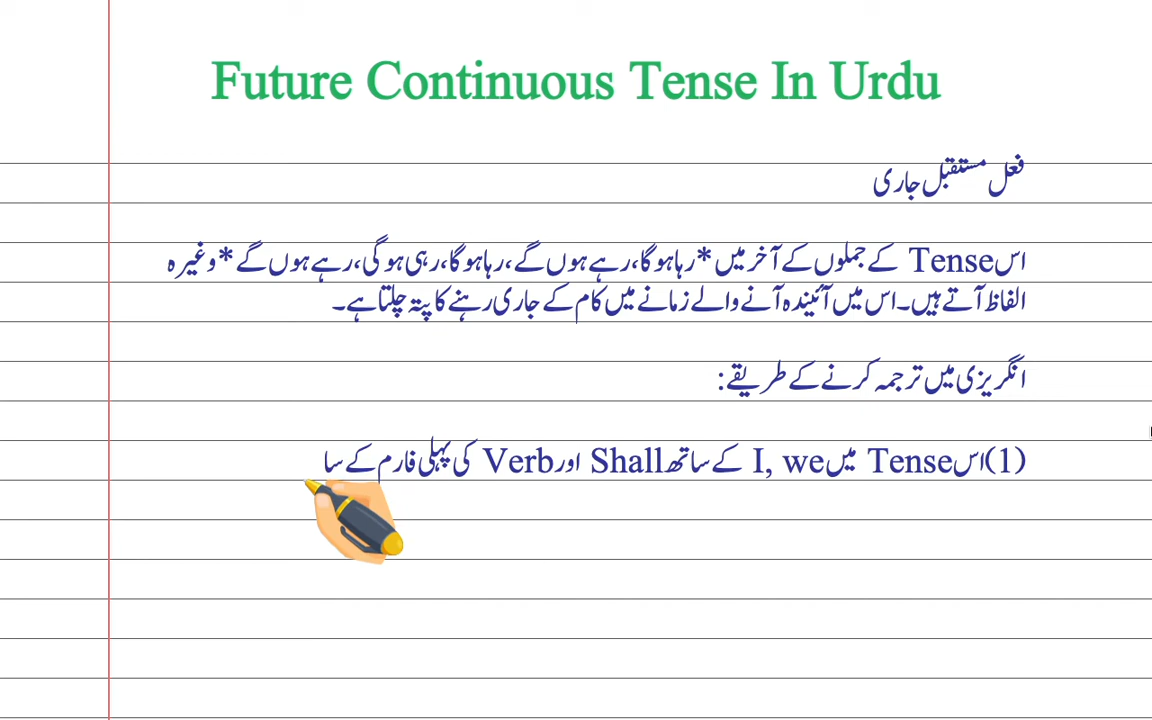 Future Continuous Tense In Urdu
فعل مستقبل جاری
اس Tense کے جملوں کے آخر میں *رہا ہو گا، رہے ہوں گے، رہا ہو گا، رہی ہو گی، رہے ہوں گے* وغیرہ
الفاظ آتے ہیں۔ اس میں آئیندہ آنے والے زمانے میں کام کے جاری رہنے کا پتہ چلتا ہے۔
انگریزی میں ترجمہ کرنے کے طریقے:
(1) اس Tense میں I, we کے ساتھ Shall اور Verb کی پہلی فارم کے سا